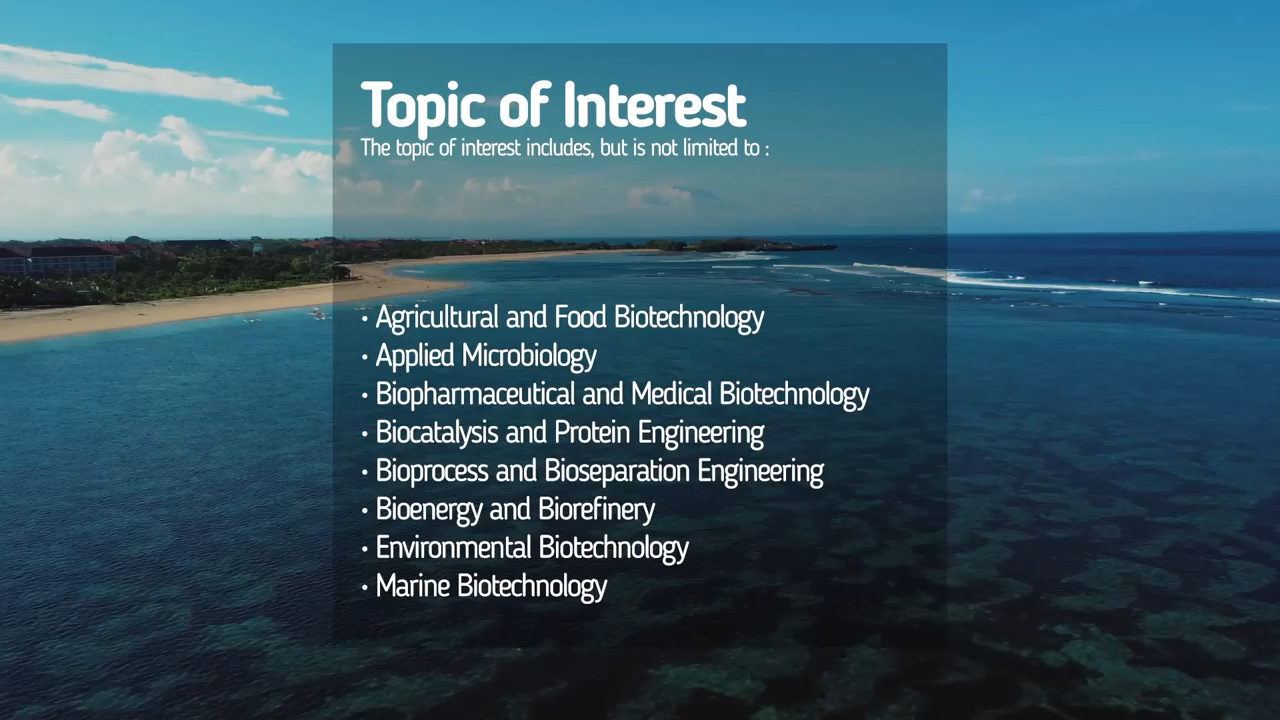 Topic of Interest
The topic of interest includes, but is not limited to :
• Agricultural and Food Biotechnology
• Applied Microbiology
• Biopharmaceutical and Medical Biotechnology
• Biocatalysis and Protein Engineering
• Bioprocess and Bioseparation Engineering
• Bioenergy and Biorefinery
• Environmental Biotechnology
• Marine Biotechnology